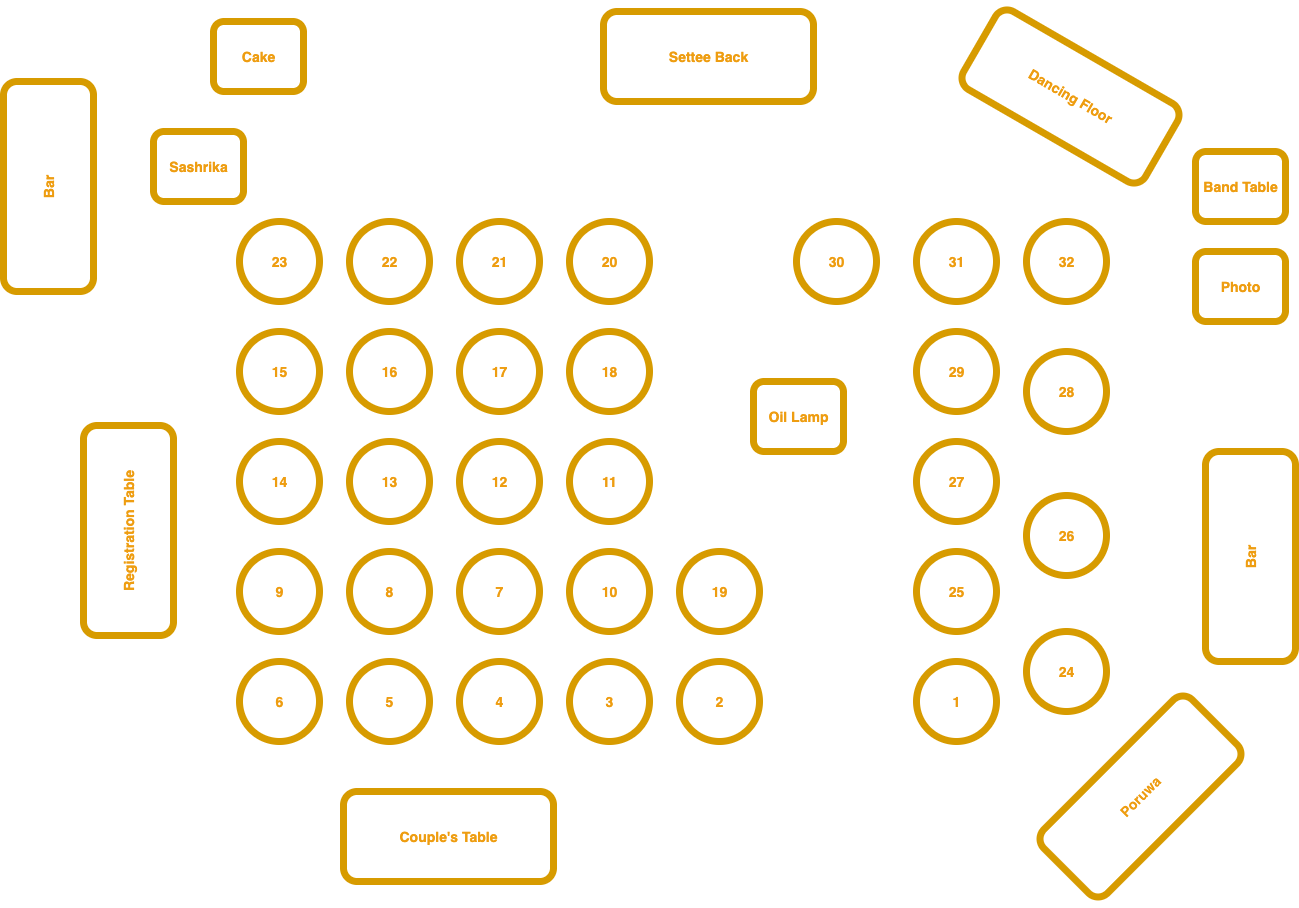 Cake
Settee Back
Dancing Floor
Bar
Sashrika
Band Table
23
22
21
20
30
31
32
Photo
15
16
17
18
29
28
Oil Lamp
Registration Table
14
13
12
11
27
26
Bar
9
8
7
10
19
25
24
6
5
4
3
2
1
Poruwa
Couple's Table